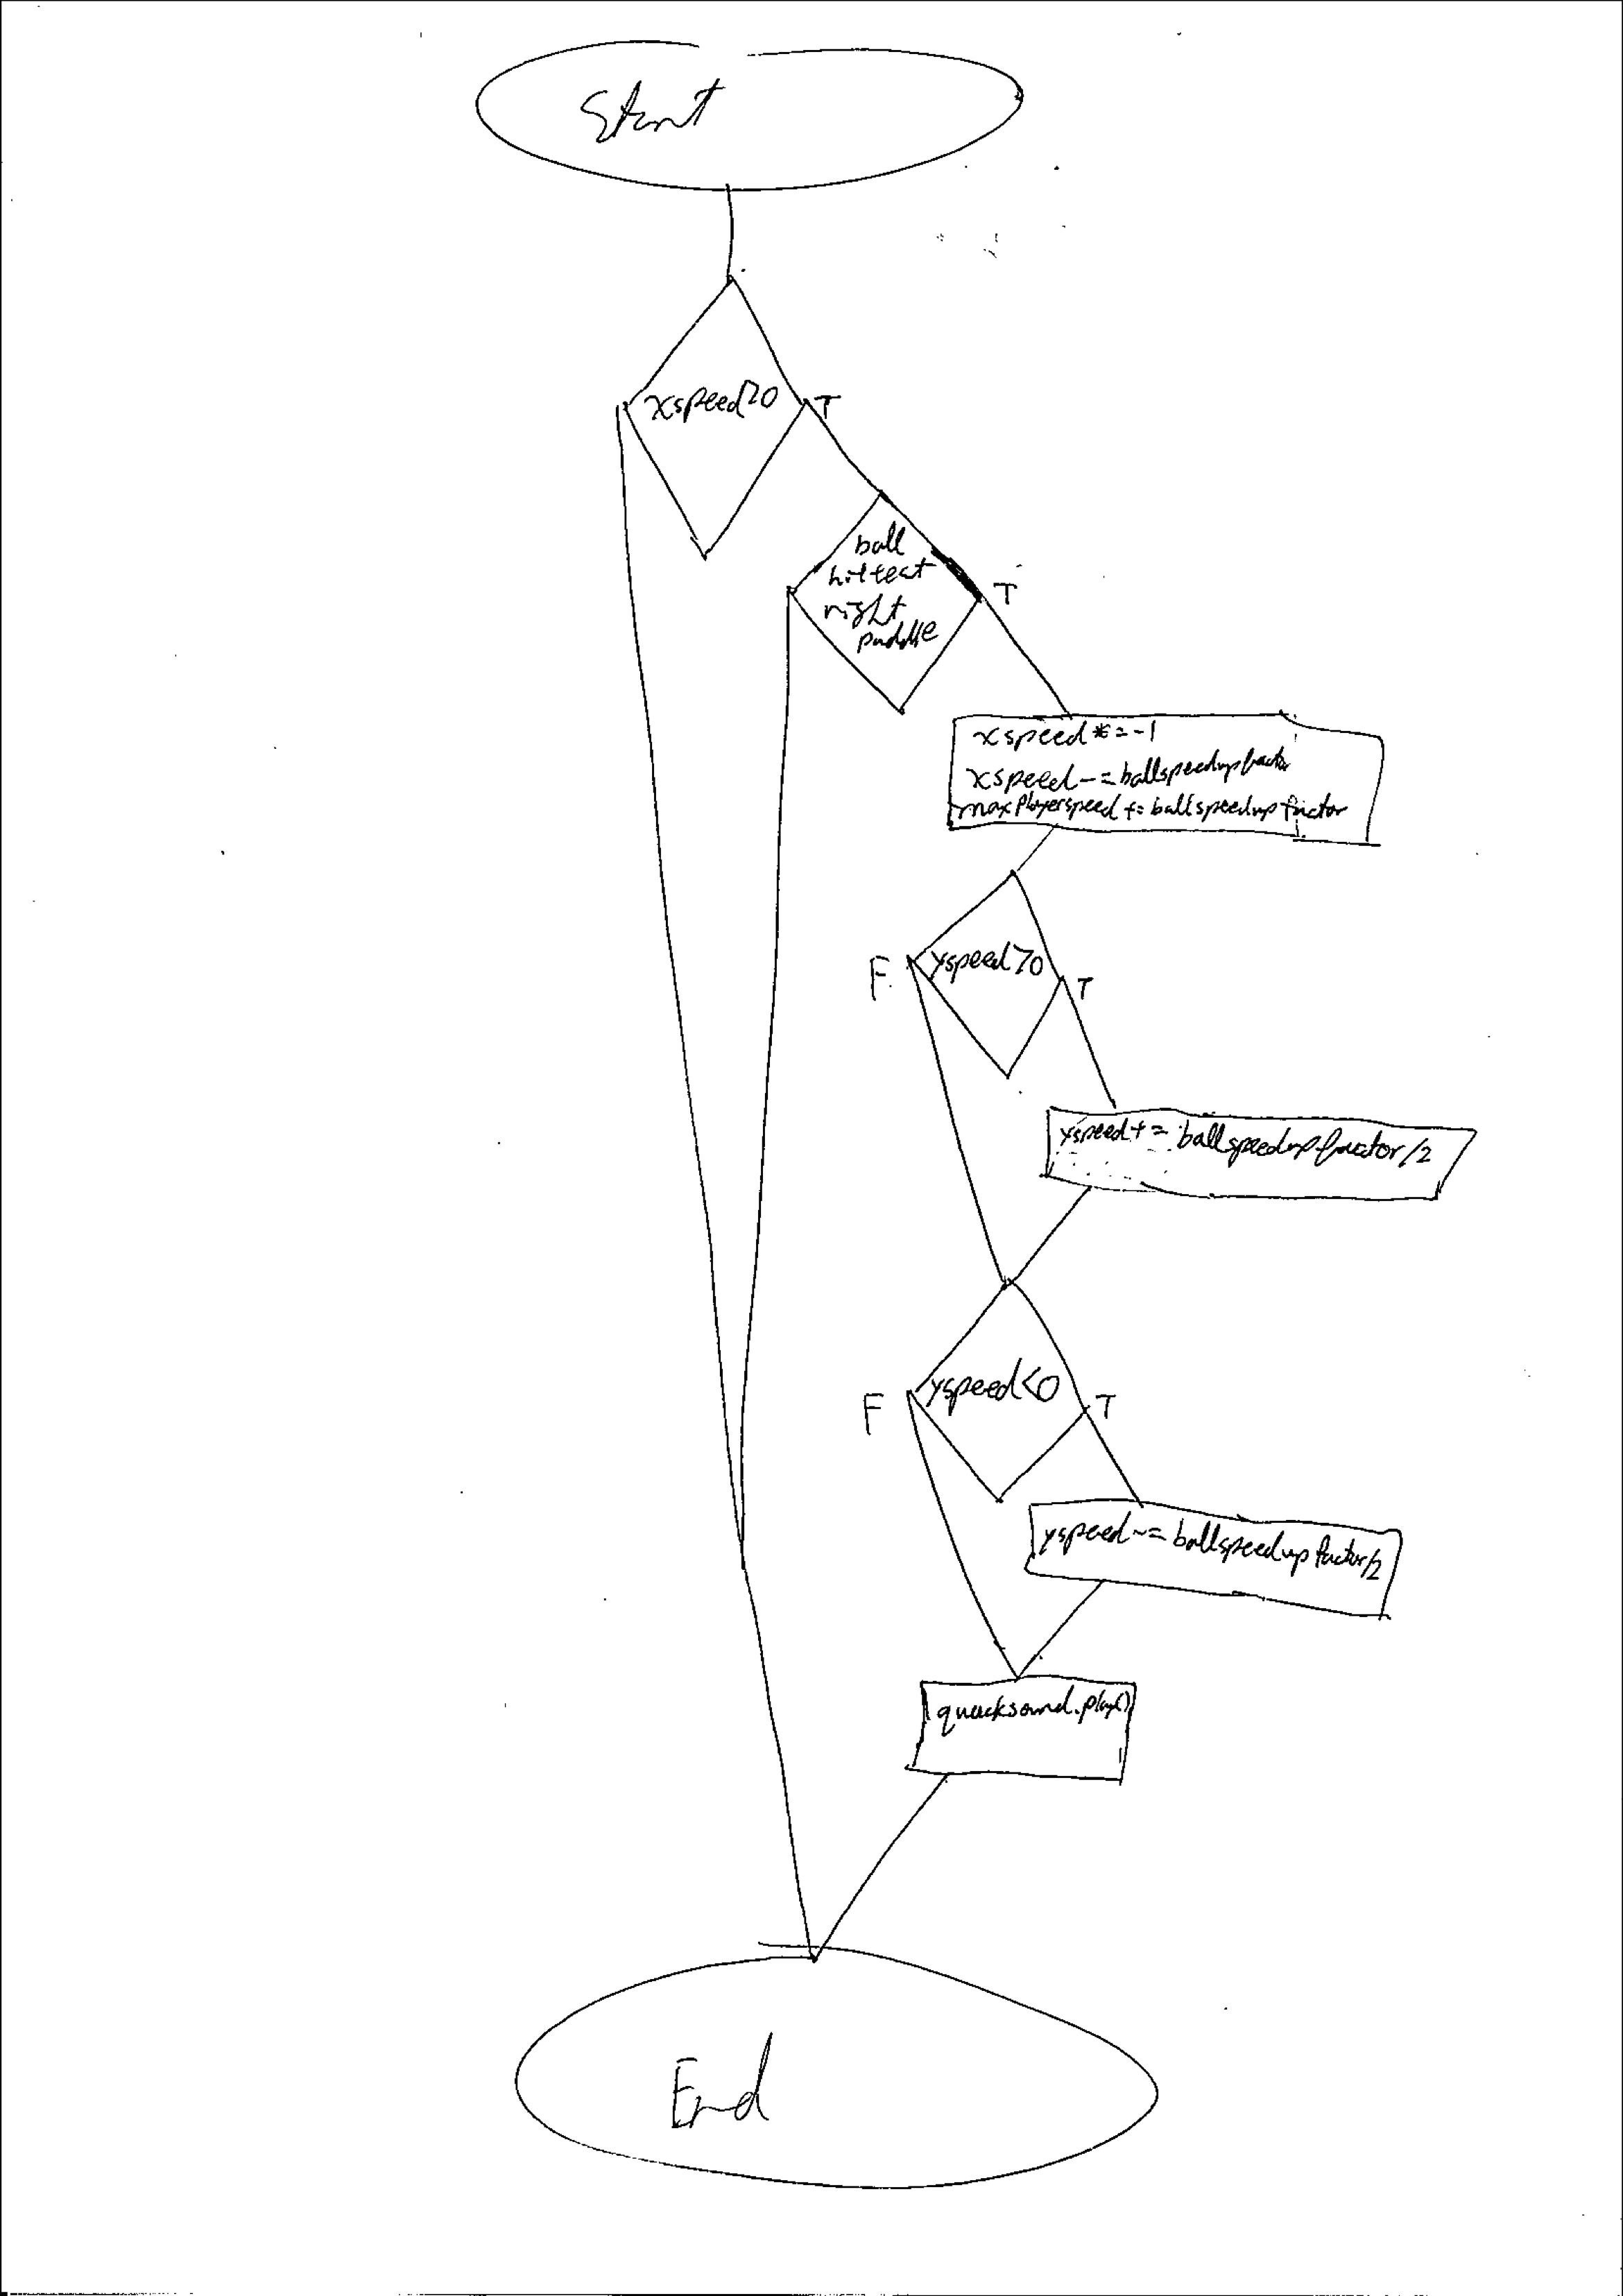 Start
xspeed>0
T
ball
hittest
right
paddle
T
xspeed*=-1
xspeed-=ballspeedupfactor
maxplayerspeed+=ballspeedupfactor
yspeed>0
F
T
yspeed+=ballspeedupfactor/2
yspeed<0
F
T
yspeed-=ballspeedupfactor/2
quacksound.play()
End